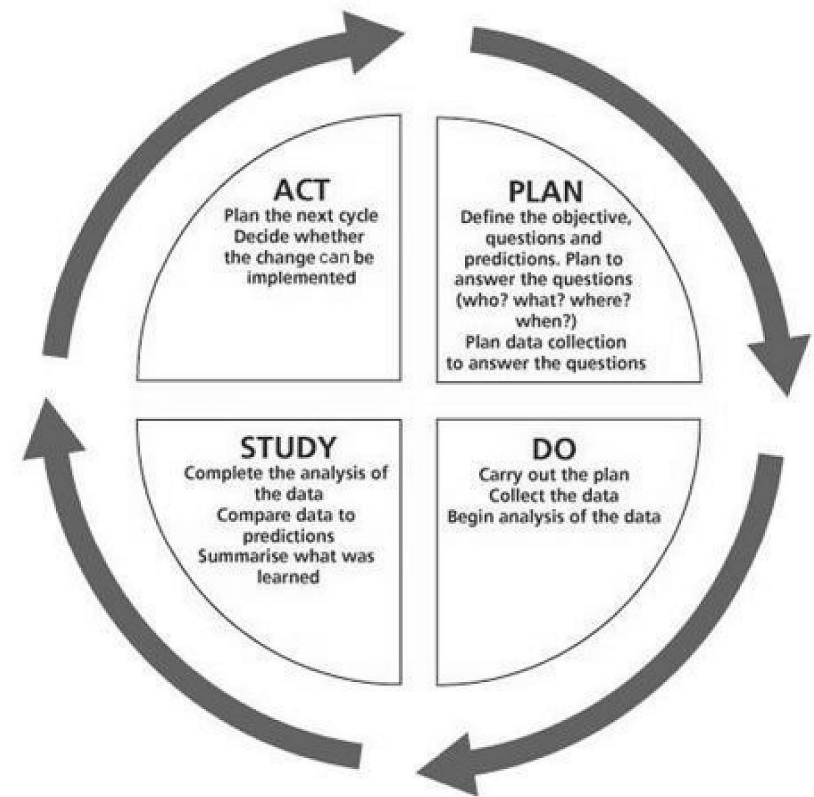 ACT
Plan the next cycle
Decide whether
the change can be
implemented
PLAN
Define the objective,
questions and
predictions. Plan to
answer the questions
(who? what? where?
when?)
Plan data collection
to answer the questions
STUDY
Complete the analysis of
the data
Compare data to
predictions
Summarise what was
learned
DO
Carry out the plan
Collect the data
Begin analysis of the data